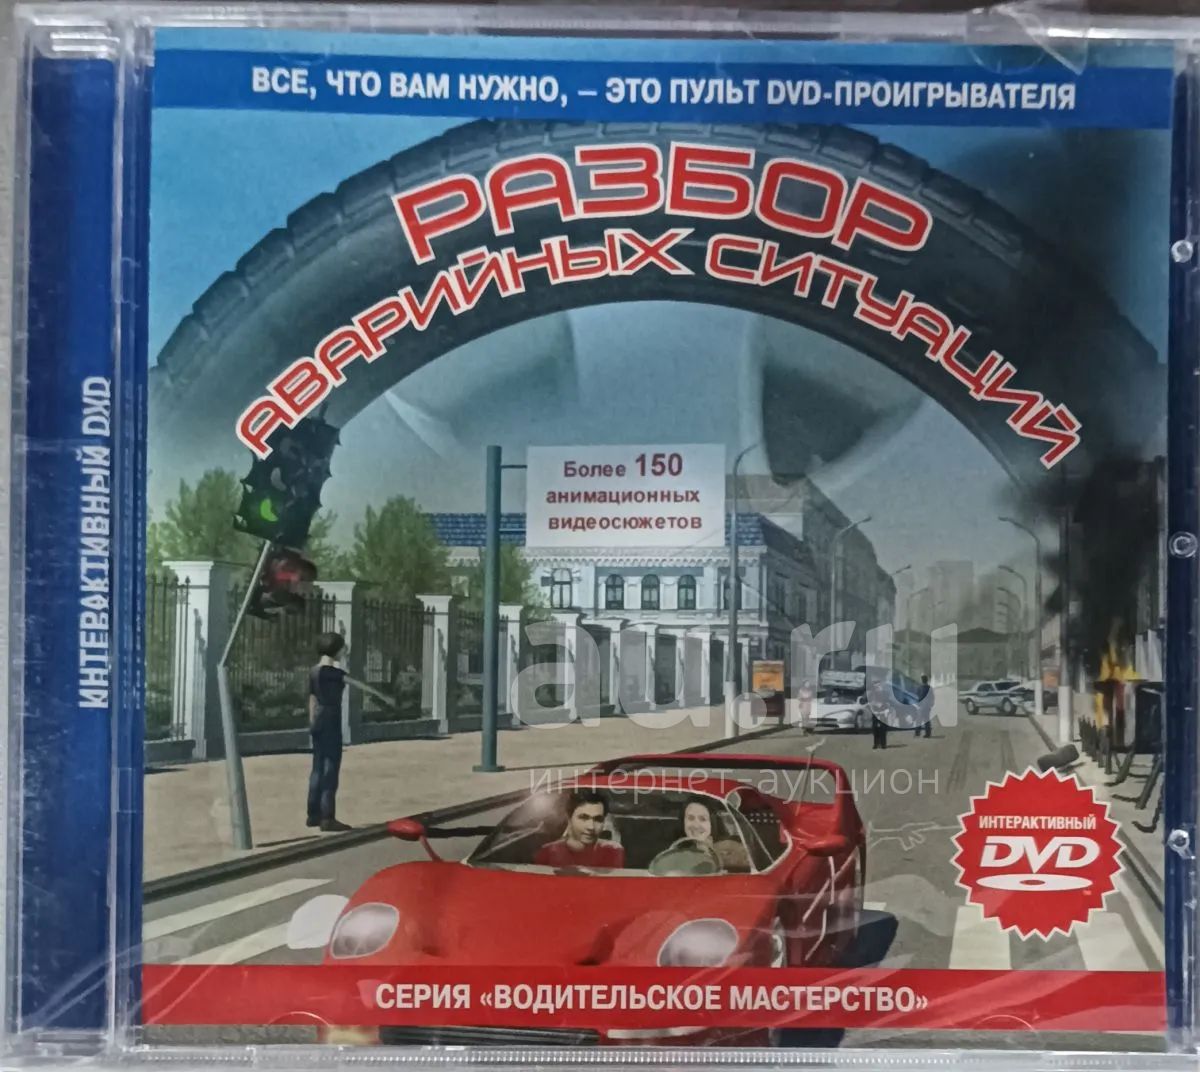 ВСЕ, ЧТО ВАМ НУЖНО, – ЭТО ПУЛЬТ DVD-ПРОИГРЫВАТЕЛЯ
РАЗБОР
АВАРИЙНЫХ СИТУАЦИЙ
Более 150
анимационных
видеосюжетов
ИНТЕРАКТИВНЫЙ DVD
au.ru
интернет-аукцион
ИНТЕРАКТИВНЫЙ
DVD
СЕРИЯ «ВОДИТЕЛЬСКОЕ МАСТЕРСТВО»